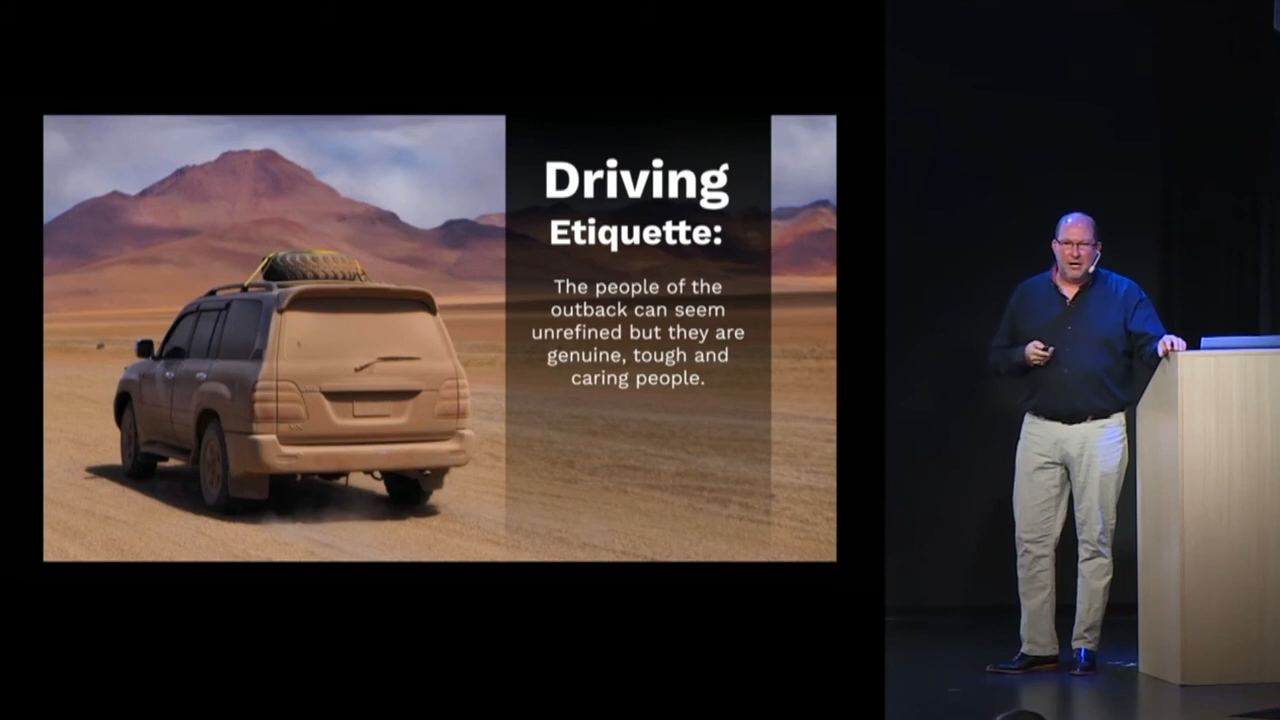 Driving
Etiquette:
The people of the
outback can seem
unrefined but they are
genuine, tough and
caring people.